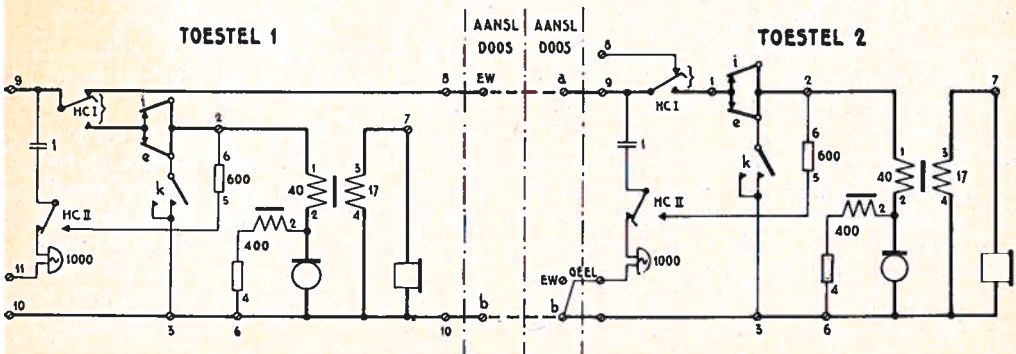 TOESTEL 1
AANSL AANSL
DOOS DOOS
TOESTEL 2
9
HC I
i
e
k
1
HC II
1000
11
10
3
2
6
600
5
1
40
2
3
17
4
7
2
400
4
6
8
EW
10
b
a
9
8
HC I
1
i
e
k
1
HC II
1000
EW
GEEL
b
3
2
6
600
5
1
40
2
3
17
4
7
2
400
4
6